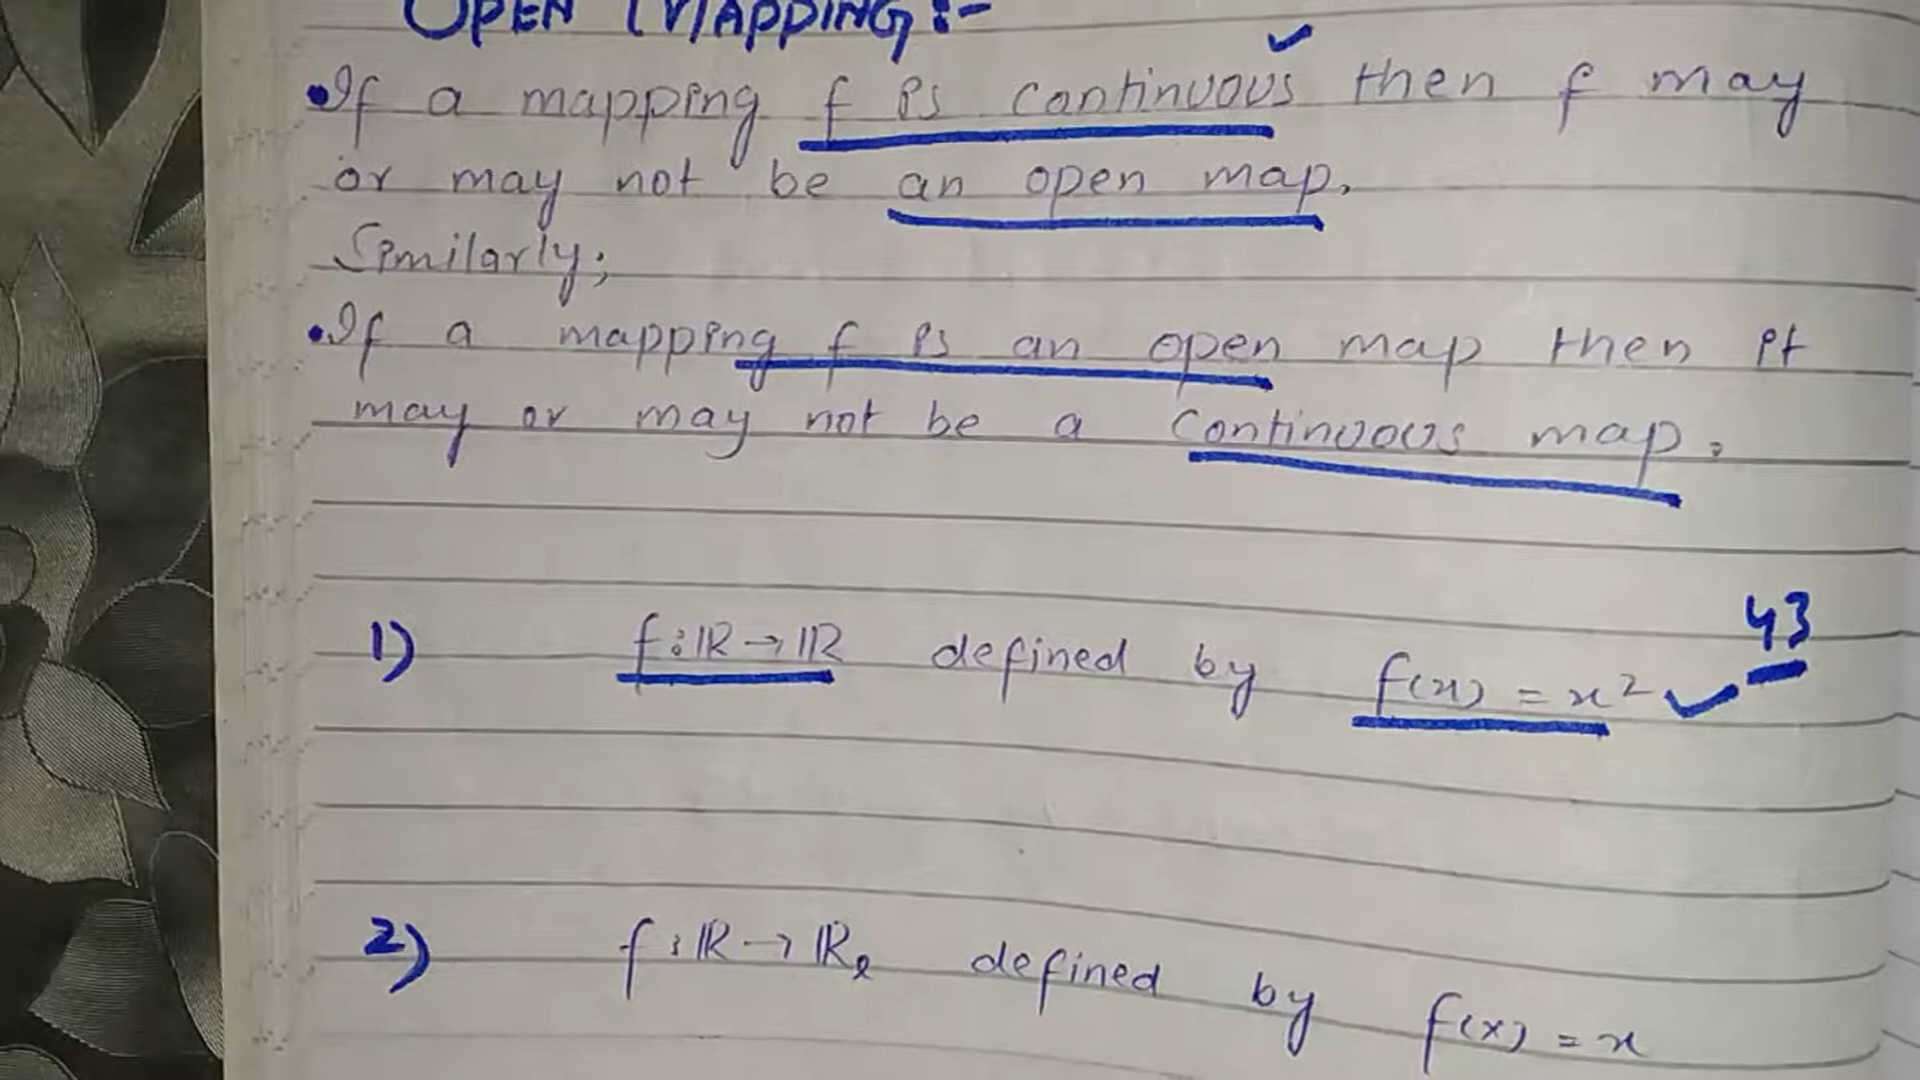 OPEN MAPPING:-
•If a mapping f is continuous then f may
or may not be an open map.
Similarly;
•If a mapping f is an open map then it
may or may not be a continuous map.
43
1) f:ℝ→ℝ defined by f(x) = x²
2) f:ℝ→ℝₗ defined by f(x) = x